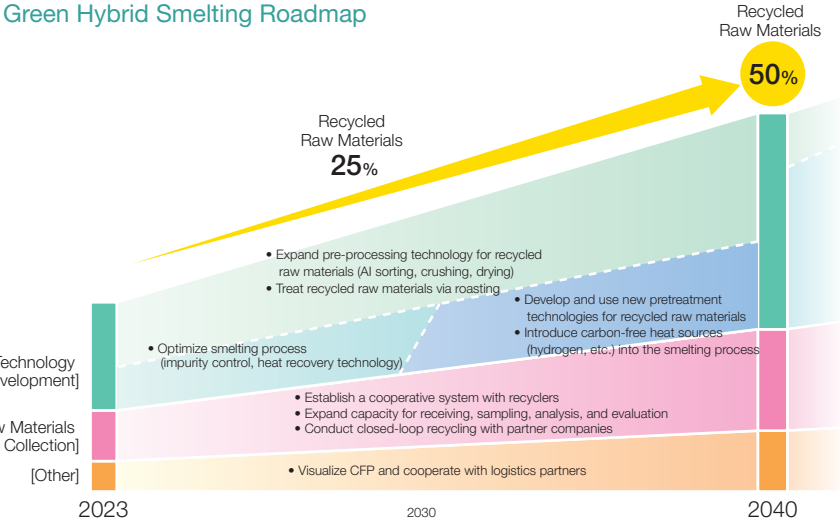 Green Hybrid Smelting Roadmap
Recycled
Raw Materials
50%
Recycled
Raw Materials
25%
• Expand pre-processing technology for recycled
raw materials (AI sorting, crushing, drying)
• Treat recycled raw materials via roasting
• Develop and use new pretreatment
technologies for recycled raw materials
• Introduce carbon-free heat sources
(hydrogen, etc.) into the smelting process
• Optimize smelting process
(impurity control, heat recovery technology)
Technology
velopment]
w Materials
Collection]
• Establish a cooperative system with recyclers
• Expand capacity for receiving, sampling, analysis, and evaluation
• Conduct closed-loop recycling with partner companies
[Other]
• Visualize CFP and cooperate with logistics partners
2023
2030
2040